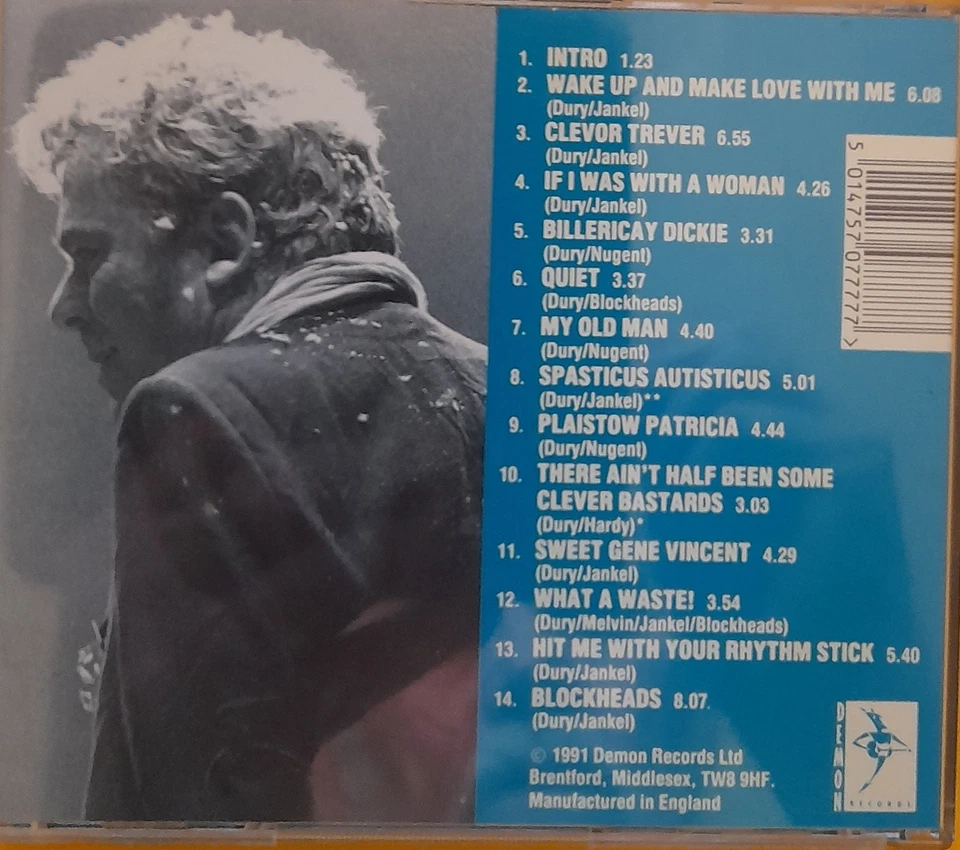 1. INTRO 1.23
2. WAKE UP AND MAKE LOVE WITH ME 6.08
(Dury/Jankel)
3. CLEVOR TREVER 6.55
(Dury/Jankel)
4. IF I WAS WITH A WOMAN 4.26
(Dury/Jankel)
5. BILLERICAY DICKIE 3.31
(Dury/Nugent)
6. QUIET 3.37
(Dury/Blockheads)
7. MY OLD MAN 4.40
(Dury/Nugent)
8. SPASTICUS AUTISTICUS 5.01
(Dury/Jankel)**
9. PLAISTOW PATRICIA 4.44
(Dury/Nugent)
10. THERE AIN'T HALF BEEN SOME
CLEVER BASTARDS 3.03
(Dury/Hardy)*
11. SWEET GENE VINCENT 4.29
(Dury/Jankel)
12. WHAT A WASTE! 3.54
(Dury/Melvin/Jankel/Blockheads)
13. HIT ME WITH YOUR RHYTHM STICK 5.40
(Dury/Jankel)
14. BLOCKHEADS 8.07.
(Dury/Jankel)
© 1991 Demon Records Ltd
Brentford, Middlesex, TW8 9HF.
Manufactured in England
5 014757 077777 >
DEMON
RECORDS